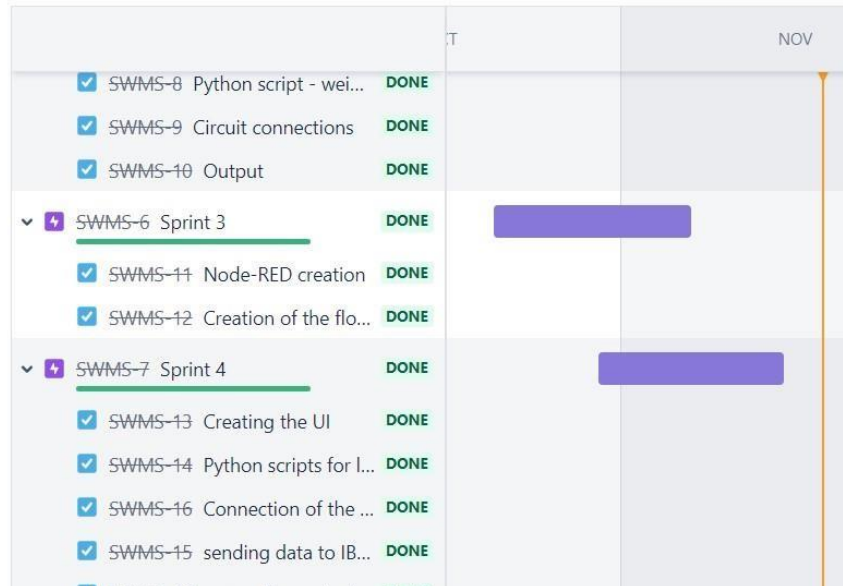 NOV
SWMS-8 Python script - wei... DONE
SWMS-9 Circuit connections DONE
SWMS-10 Output DONE
SWMS-6 Sprint 3 DONE
SWMS-11 Node-RED creation DONE
SWMS-12 Creation of the flo... DONE
SWMS-7 Sprint 4 DONE
SWMS-13 Creating the UI DONE
SWMS-14 Python scripts for l... DONE
SWMS-16 Connection of the ... DONE
SWMS-15 sending data to IB... DONE